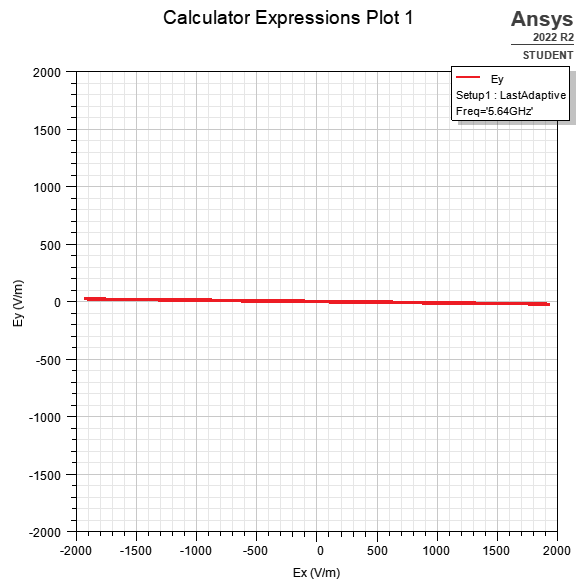 Calculator Expressions Plot 1
Ansys
2022 R2
STUDENT
Ey
Setup1 : LastAdaptive
Freq='5.64GHz'
2000
1500
1000
500
0
-500
-1000
-1500
-2000
Ey (V/m)
-2000 -1500 -1000 -500 0 500 1000 1500 2000
Ex (V/m)